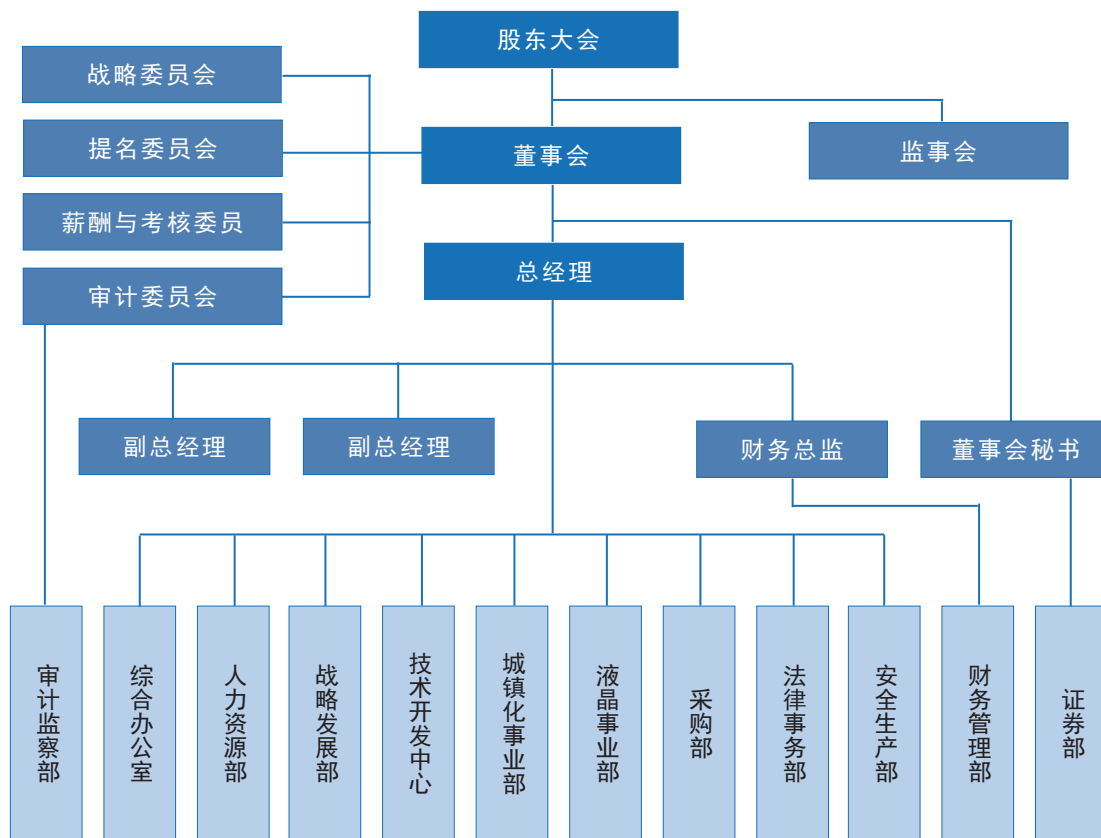 股东大会
战略委员会
提名委员会
董事会
监事会
薪酬与考核委员
总经理
审计委员会
副总经理
副总经理
财务总监
董事会秘书
审计监察部
综合办公室
人力资源部
战略发展部
技术开发中心
城镇化事业部
液晶事业部
采购部
法律事务部
安全生产部
财务管理部
证券部